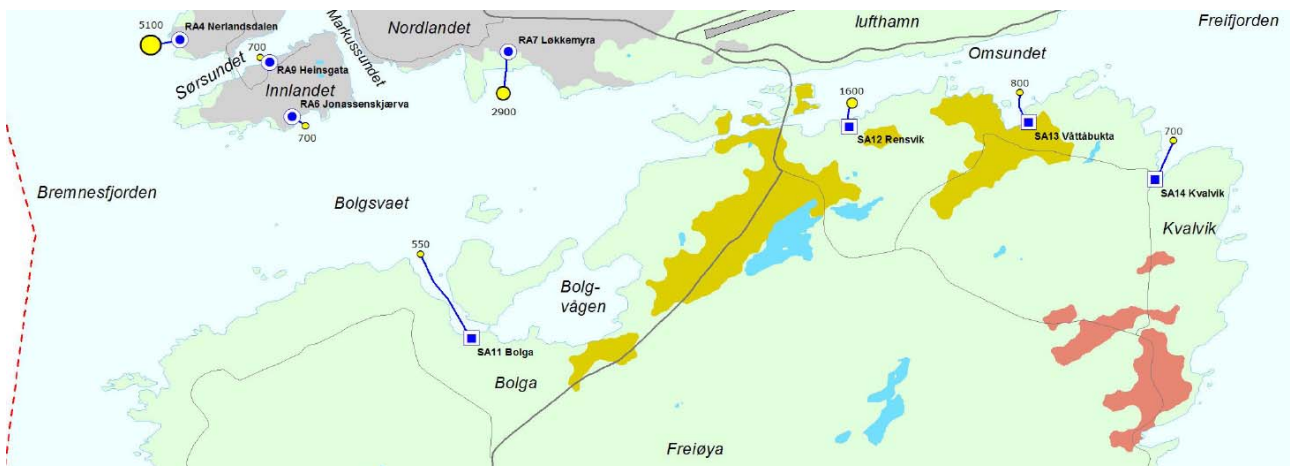 5100
RA4 Nerlandsdalen
700
RA9 Heinsgata
Sørsundet
Innlandet
RA6 Jonassenskjærva
700
Markussundet
Nordlandet
RA7 Løkkemyra
2900
lufthamn
Freifjorden
Omsundet
1600
SA12 Rensvik
800
SA13 Våttåbukta
700
SA14 Kvalvik
Kvalvik
Bremnesfjorden
Bolgsvaet
550
Bolg-
vågen
SA11 Bolga
Bolga
Freiøya